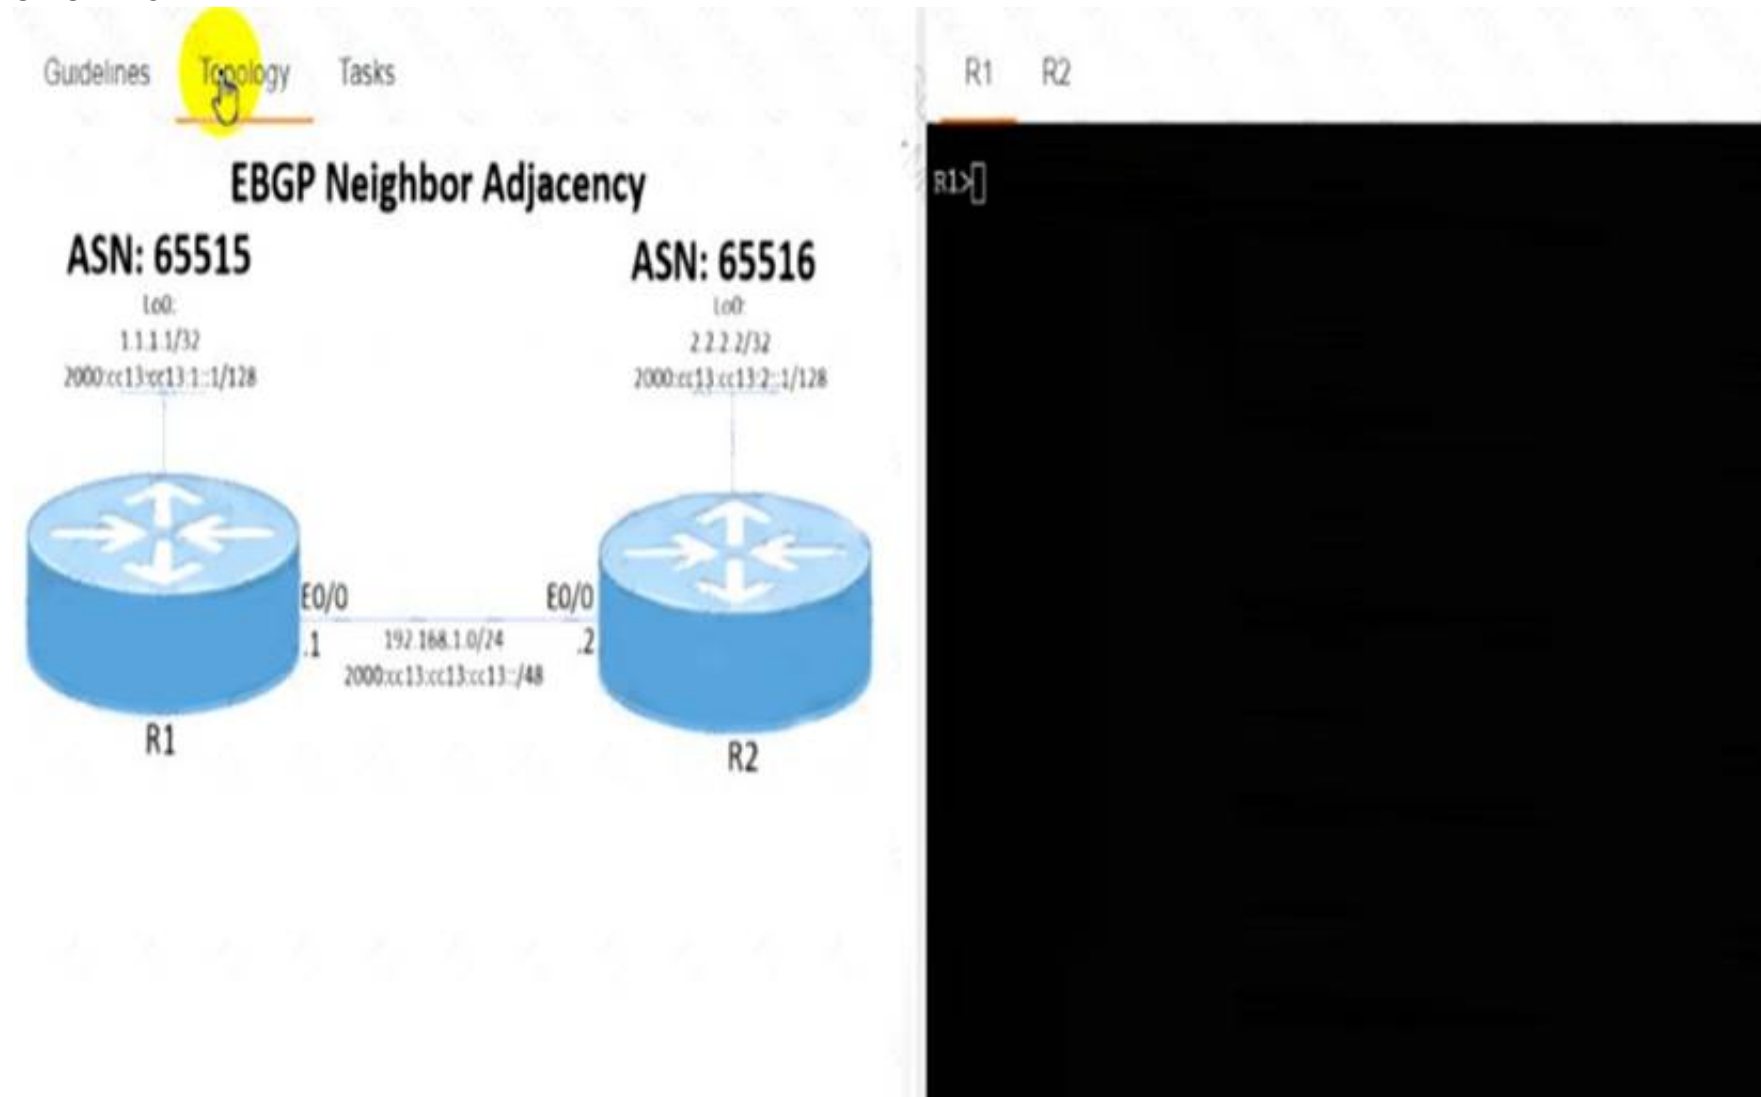 Guidelines Topology Tasks
R1 R2
EBGP Neighbor Adjacency
ASN: 65515
Lo0:
1.1.1.1/32
2000:cc13:cc13:1::1/128
ASN: 65516
Lo0:
2.2.2.2/32
2000:cc13:cc13:2::1/128
E0/0
.1
192.168.1.0/24
2000:cc13:cc13:cc13::/48
E0/0
.2
R1
R2
R1>